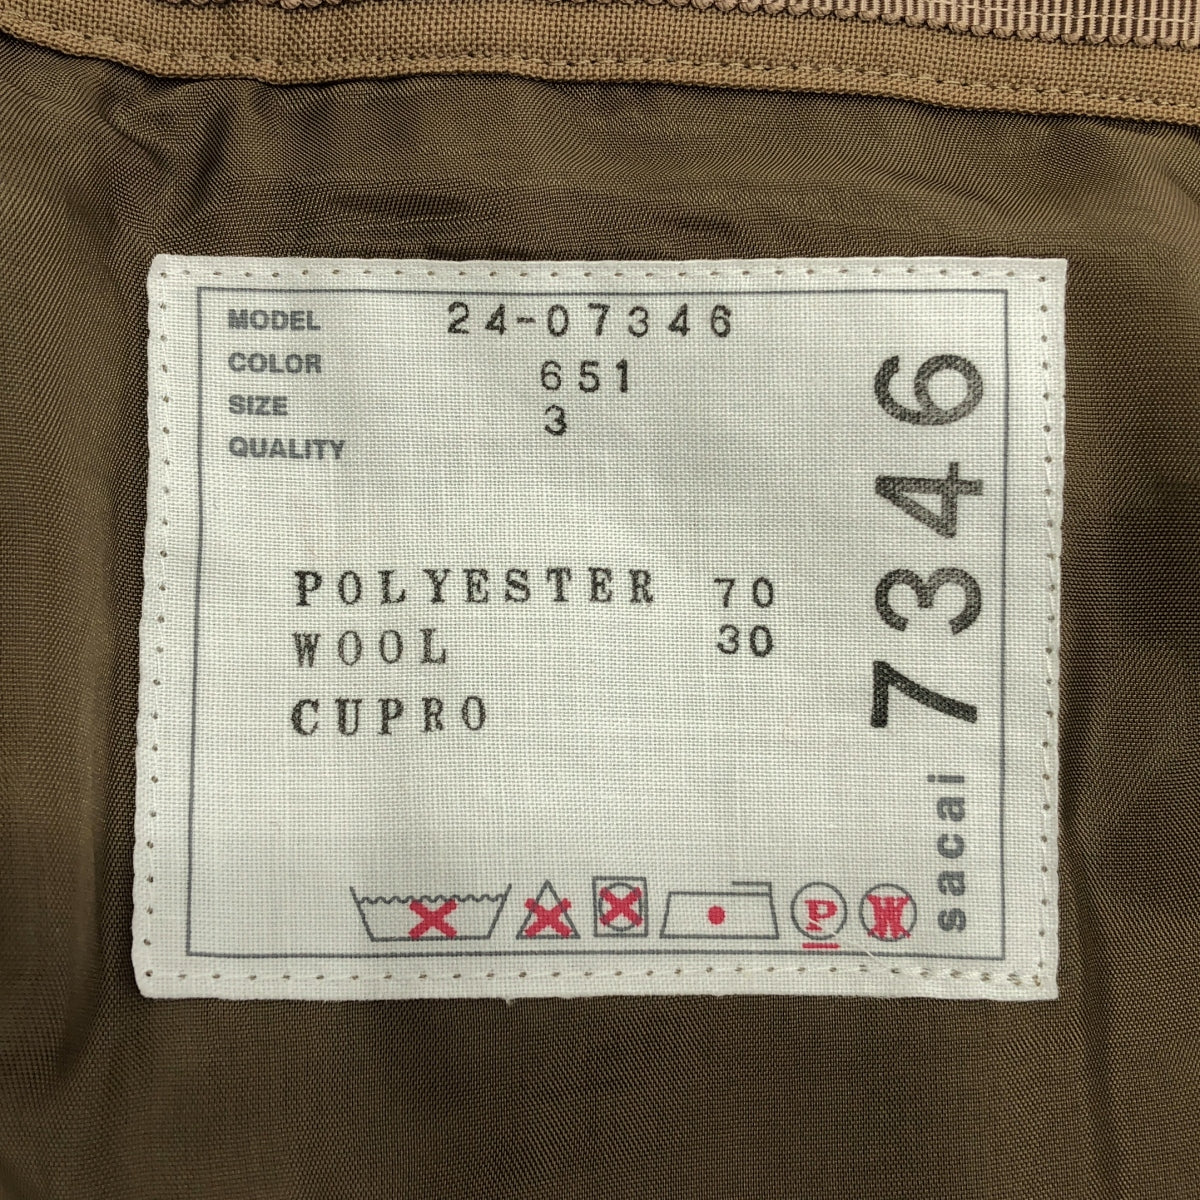 MODEL 24-07346
COLOR 651
SIZE 3
QUALITY
POLYESTER 70
WOOL 30
CUPRO
P W
sacai 7346